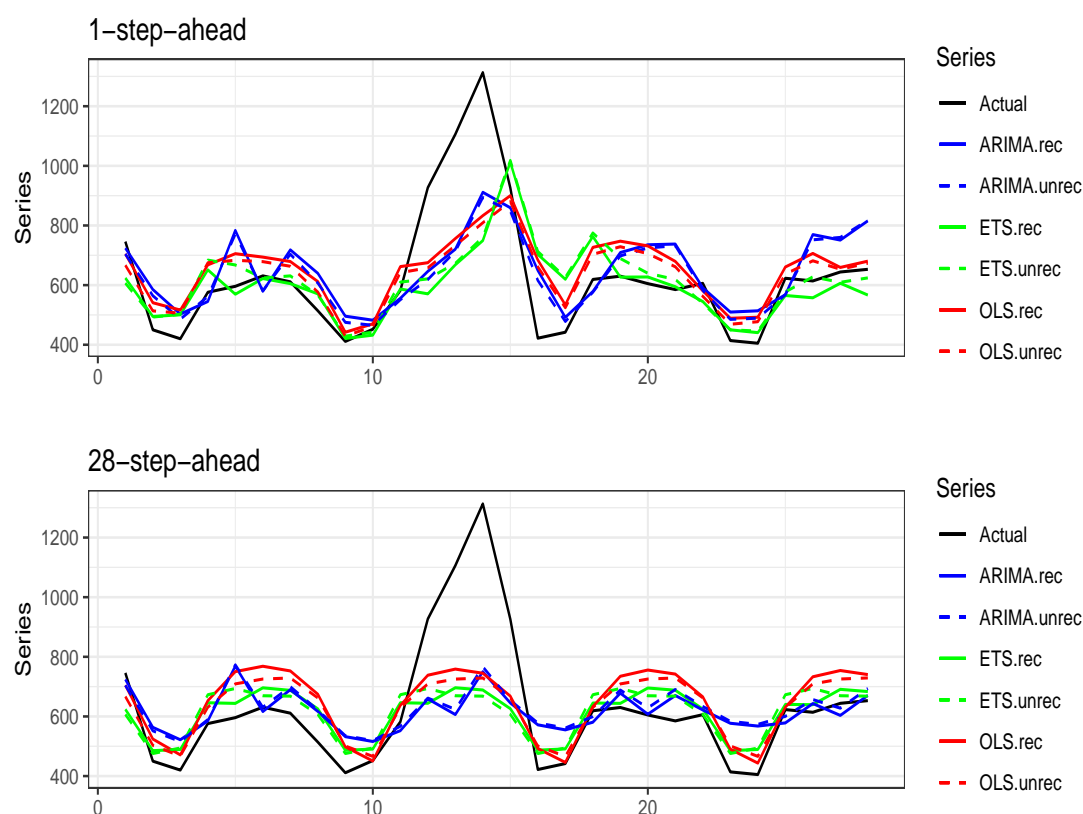 1−step−ahead
Series
1200
1000
800
600
400
0
10
20
Series
Actual
ARIMA.rec
ARIMA.unrec
ETS.rec
ETS.unrec
OLS.rec
OLS.unrec
28−step−ahead
Series
1200
1000
800
600
400
0
10
20
Series
Actual
ARIMA.rec
ARIMA.unrec
ETS.rec
ETS.unrec
OLS.rec
OLS.unrec